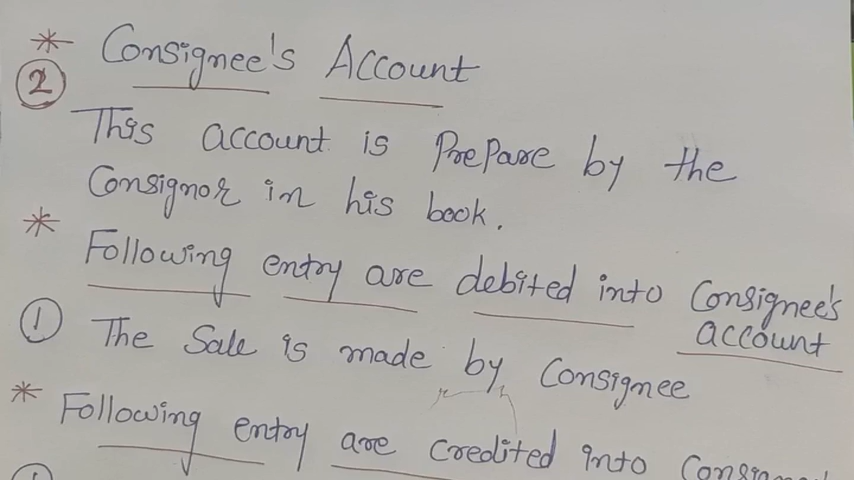 * Consignee's Account
2
This account is Prepare by the
Consignor in his book.
* Following entry are debited into Consignee's
account
1 The Sale is made by Consignee
* Following entry are credited into